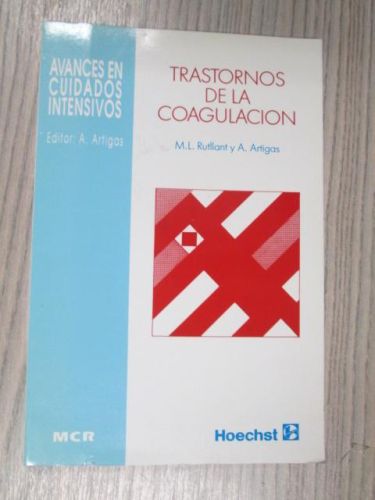 AVANCES EN
CUIDADOS
INTENSIVOS
Editor: A. Artigas
TRASTORNOS
DE LA
COAGULACION
M.L. Rutllant y A. Artigas
MCR
Hoechst